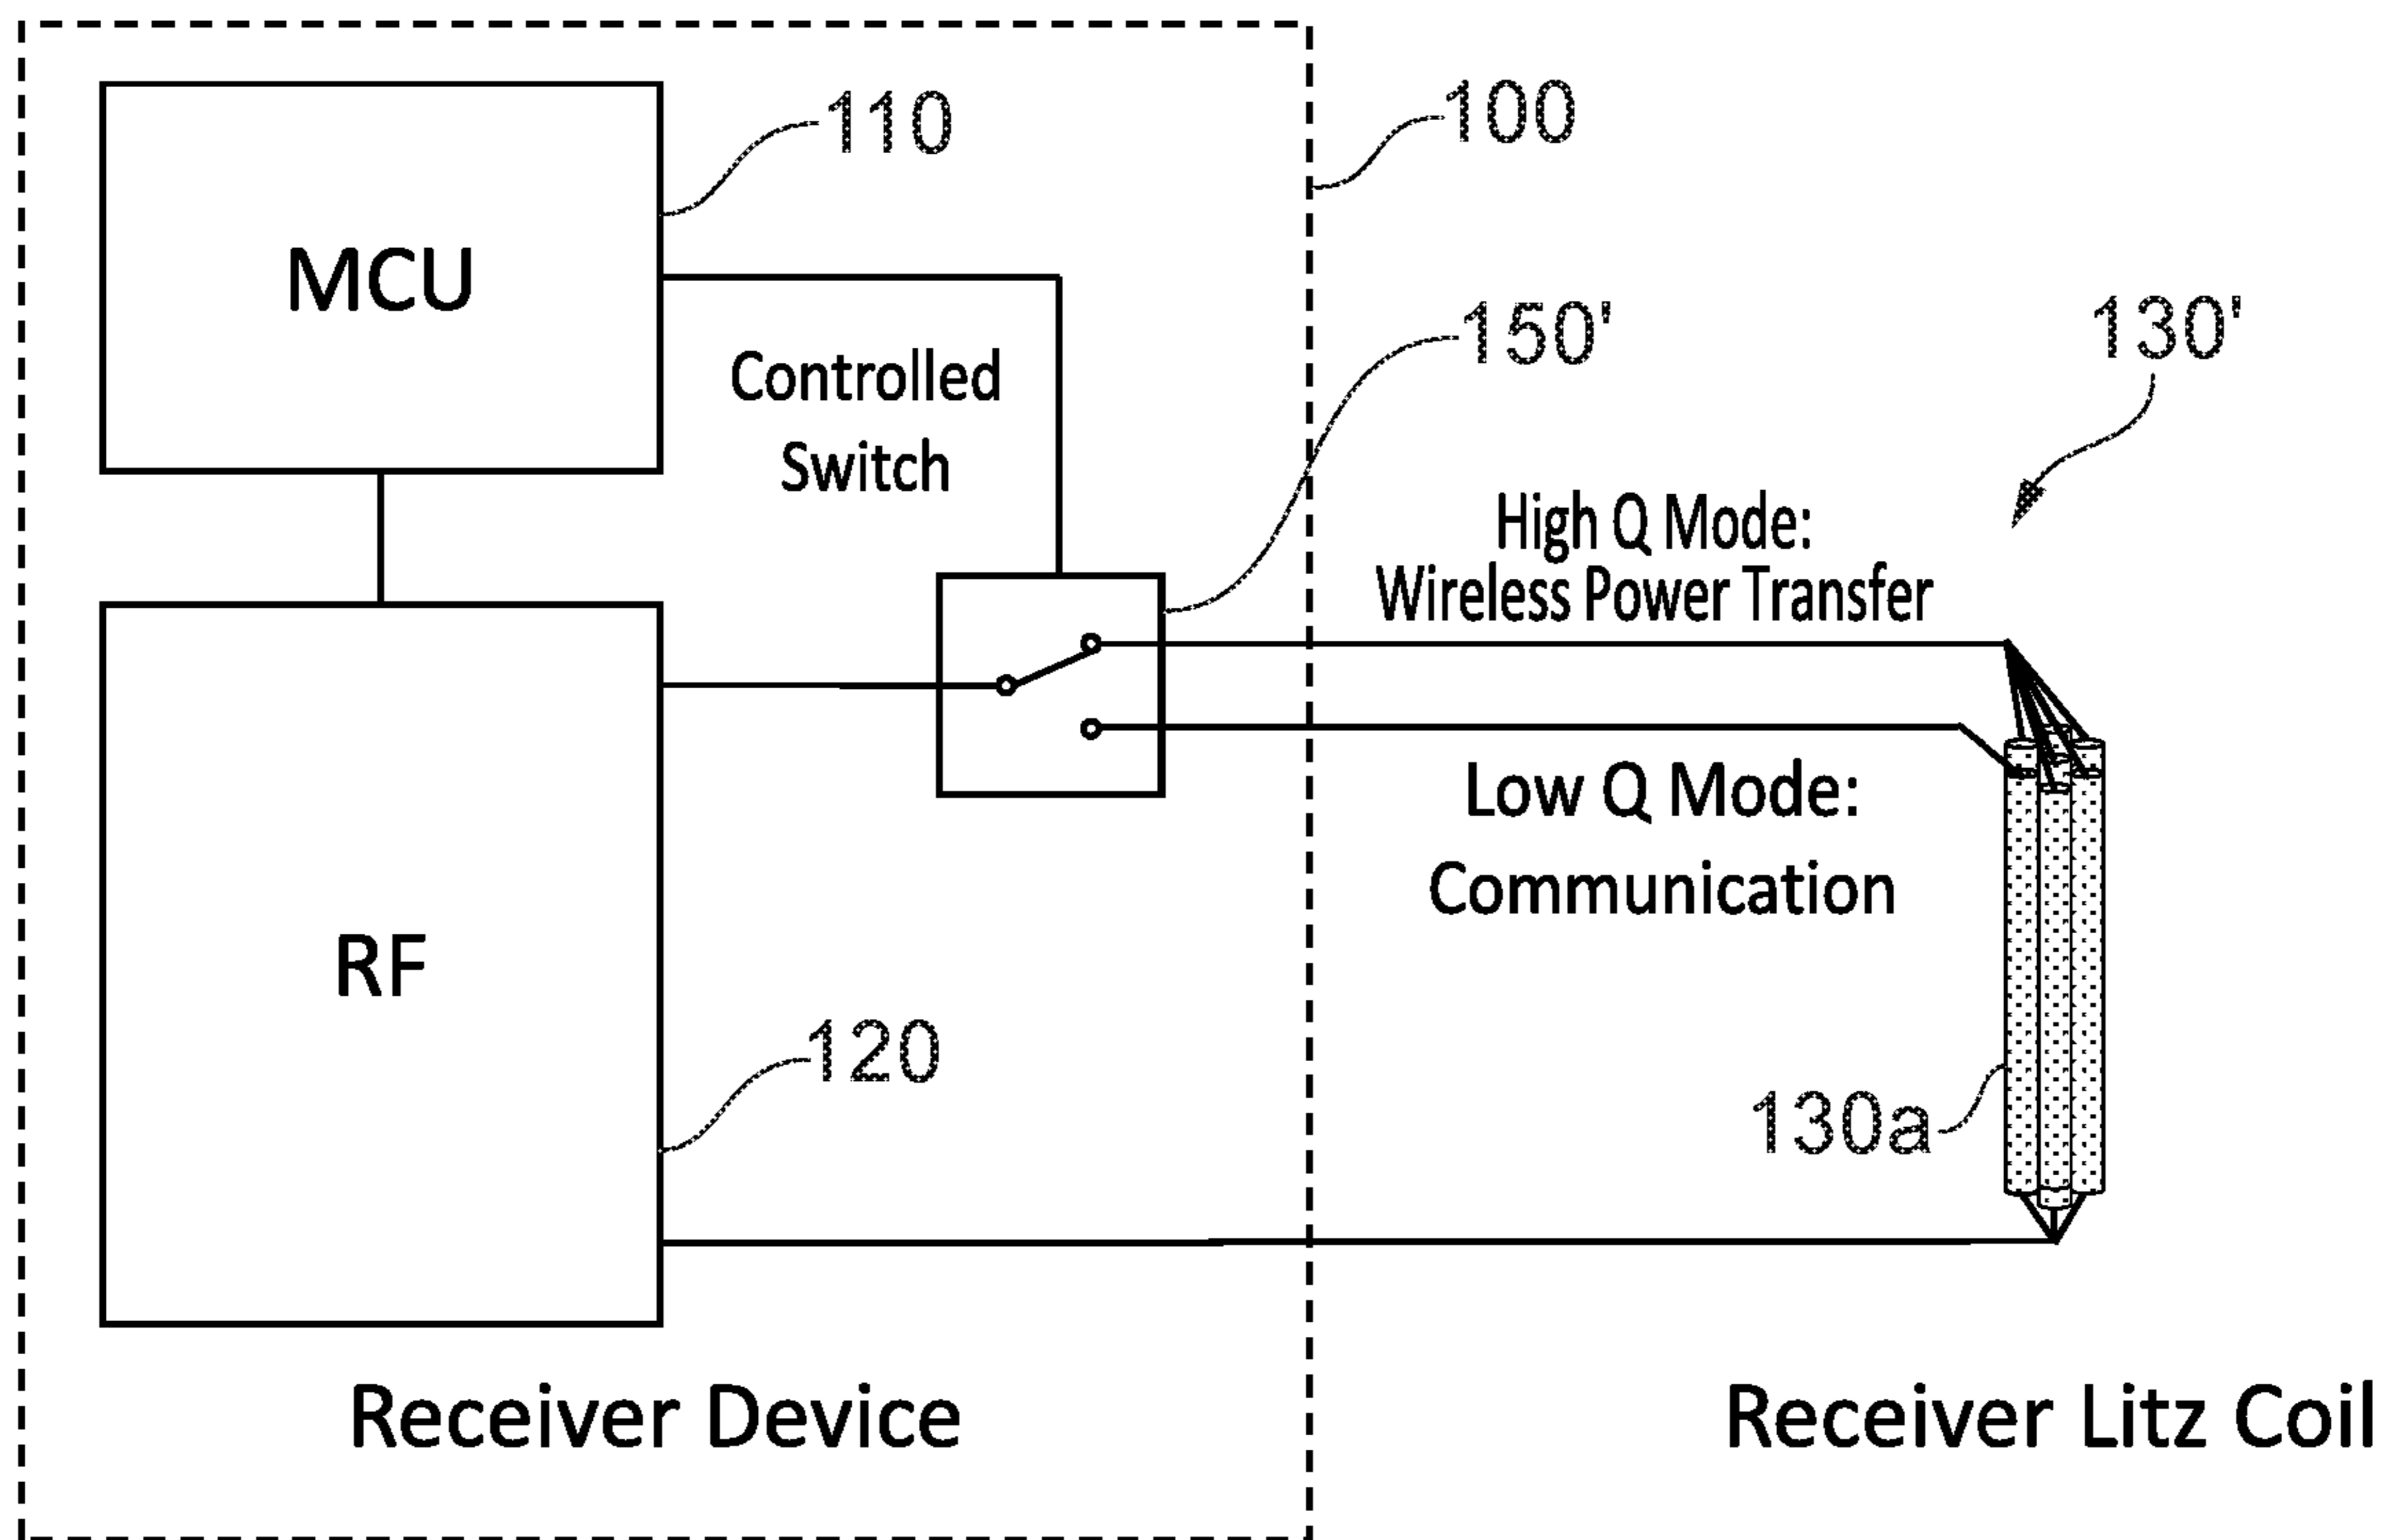 110
100
MCU
150'
130'
Controlled
Switch
High Q Mode:
Wireless Power Transfer
Low Q Mode:
Communication
RF
120
130a
Receiver Device
Receiver Litz Coil